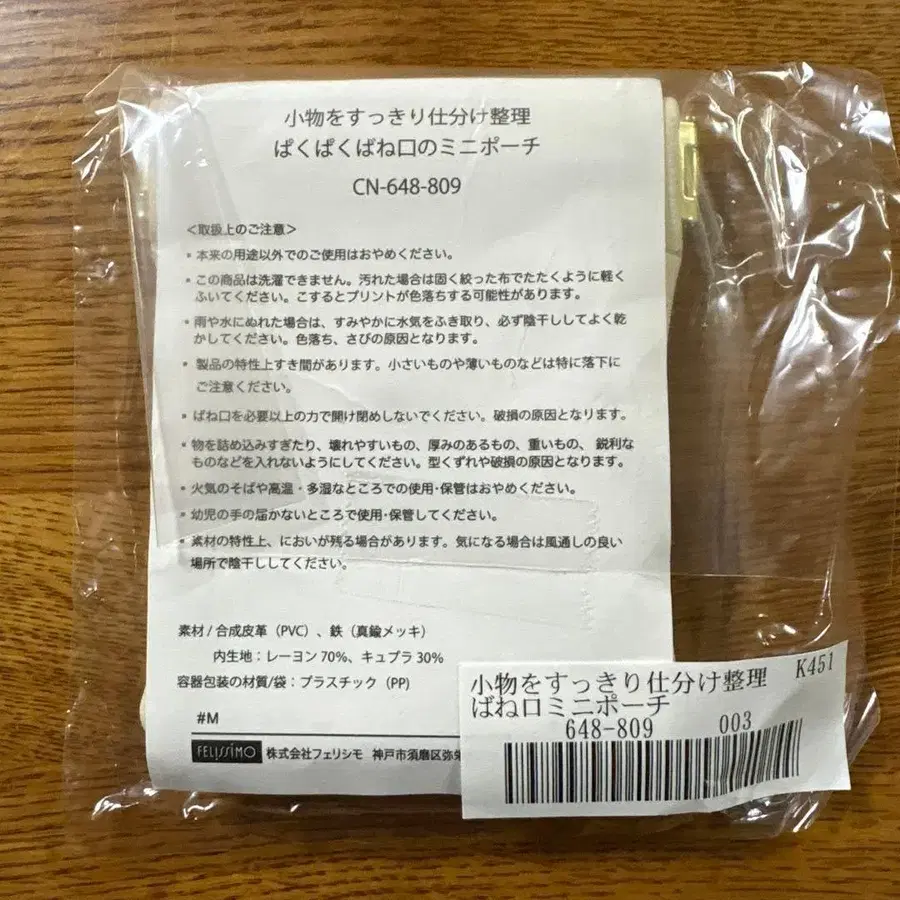 小物をすっきり仕分け整理
ぱくぱくばね口のミニポーチ
CN-648-809
＜取扱上のご注意＞
・本来の用途以外でのご使用はおやめください。
・この商品は洗濯できません。汚れた場合は固く絞った布でたたくように軽く
ふいてください。こするとプリントが色落ちする可能性があります。
・雨や水にぬれた場合は、すみやかに水気をふき取り、必ず陰干ししてよく乾
かしてください。色落ち、さびの原因となります。
・製品の特性上すき間があります。小さいものや薄いものなどは特に落下に
ご注意ください。
・ばね口を必要以上の力で開け閉めしないでください。破損の原因となります。
・物を詰め込みすぎたり、壊れやすいもの、厚みのあるもの、重いもの、鋭利な
ものなどを入れないようにしてください。型くずれや破損の原因となります。
・火気のそばや高温・多湿なところでの使用・保管はおやめください。
・幼児の手の届かないところで使用・保管してください。
・素材の特性上、においが残る場合があります。気になる場合は風通しの良い
場所で陰干ししてください。
素材/合成皮革（PVC）、鉄（真鍮メッキ）
内生地：レーヨン70%、キュプラ30%
容器包装の材質/袋：プラスチック（PP）
#M
FELISSIMO 株式会社フェリシモ 神戸市須磨区弥栄
小物をすっきり仕分け整理 K451
ばね口ミニポーチ
648-809 003